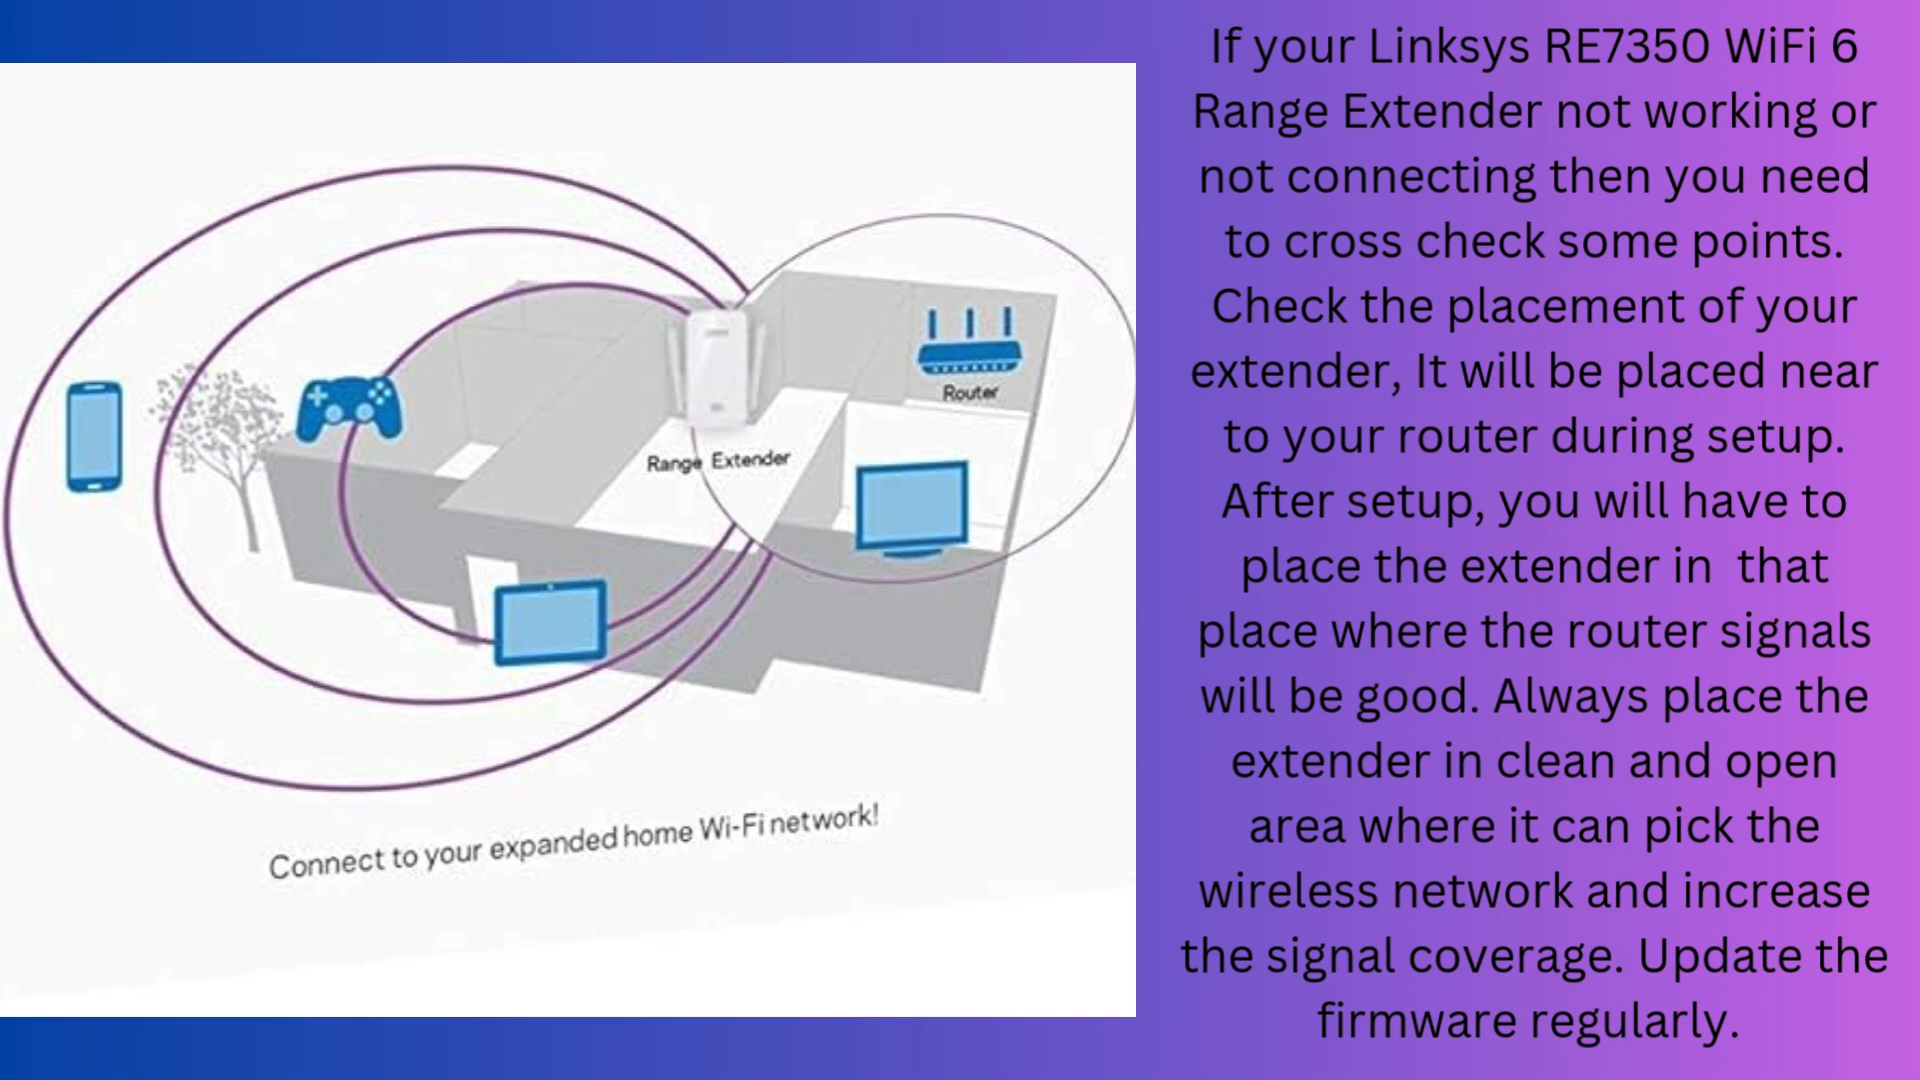 If your Linksys RE7350 WiFi 6
Range Extender not working or
not connecting then you need
to cross check some points.
Check the placement of your
extender, It will be placed near
to your router during setup.
After setup, you will have to
place the extender in  that
place where the router signals
will be good. Always place the
extender in clean and open
area where it can pick the
wireless network and increase
the signal coverage. Update the
firmware regularly.
Router
Range Extender
Connect to your expanded home Wi-Fi network!